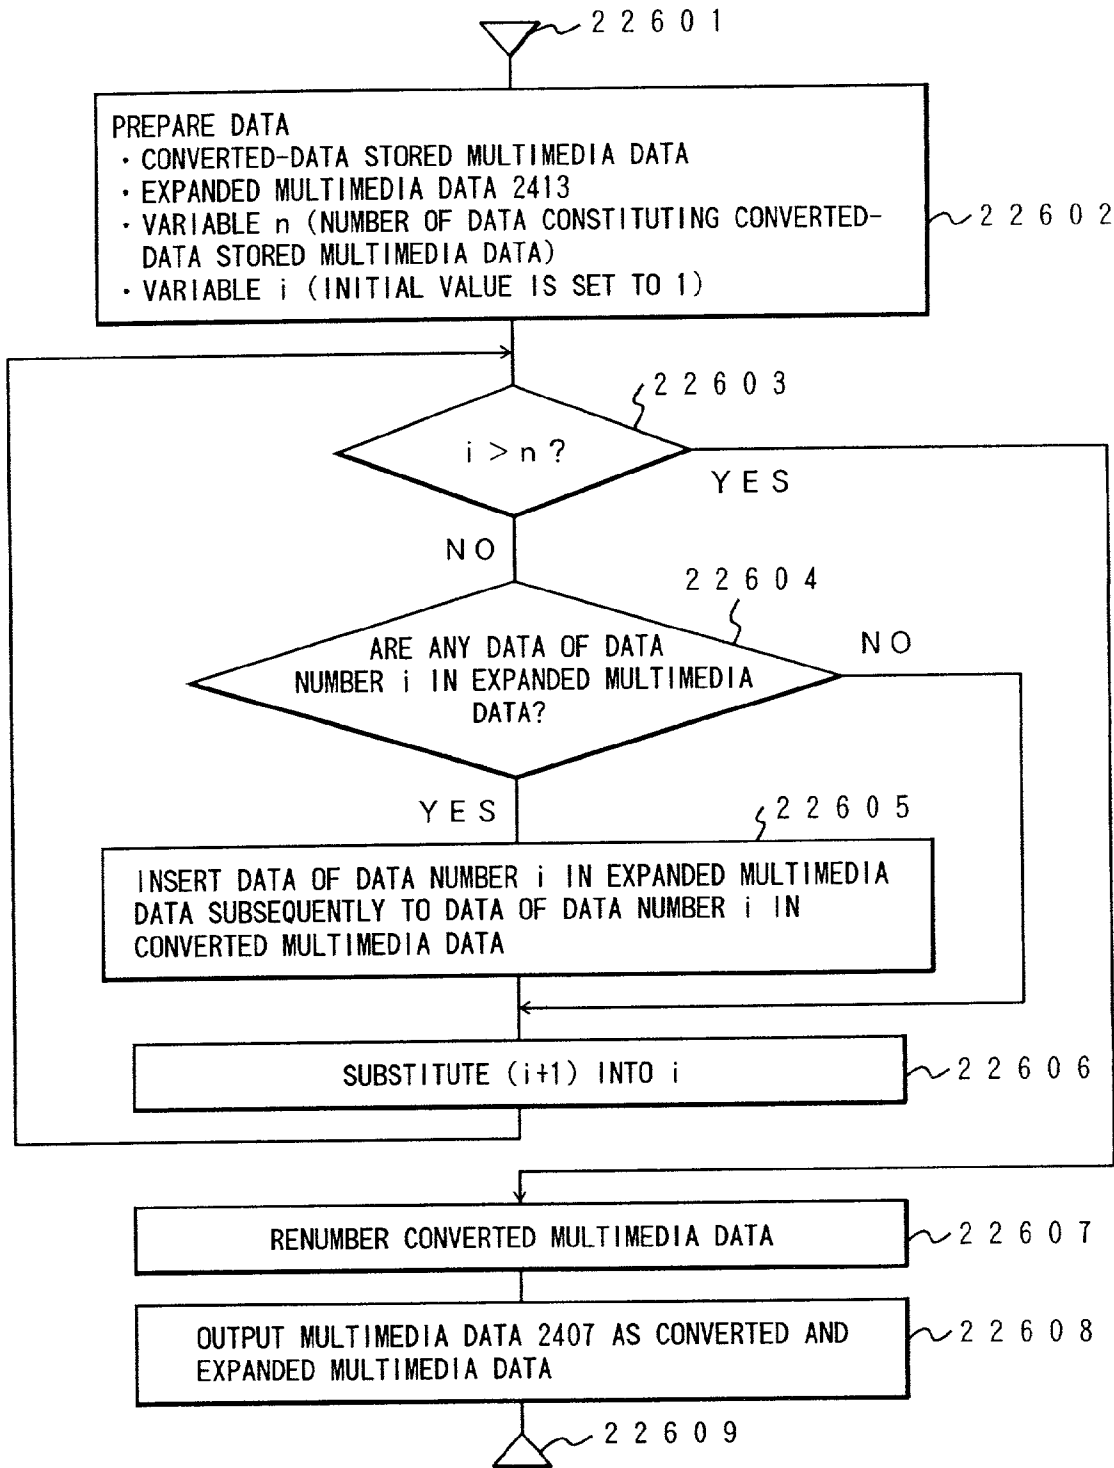 22601
PREPARE DATA
・CONVERTED-DATA STORED MULTIMEDIA DATA
・EXPANDED MULTIMEDIA DATA 2413
・VARIABLE n (NUMBER OF DATA CONSTITUTING CONVERTED-
DATA STORED MULTIMEDIA DATA)
・VARIABLE i (INITIAL VALUE IS SET TO 1)
22602
22603
i > n ?
YES
NO
22604
ARE ANY DATA OF DATA
NUMBER i IN EXPANDED MULTIMEDIA
DATA?
NO
YES
22605
INSERT DATA OF DATA NUMBER i IN EXPANDED MULTIMEDIA
DATA SUBSEQUENTLY TO DATA OF DATA NUMBER i IN
CONVERTED MULTIMEDIA DATA
SUBSTITUTE (i+1) INTO i
22606
RENUMBER CONVERTED MULTIMEDIA DATA
22607
OUTPUT MULTIMEDIA DATA 2407 AS CONVERTED AND
EXPANDED MULTIMEDIA DATA
22608
22609